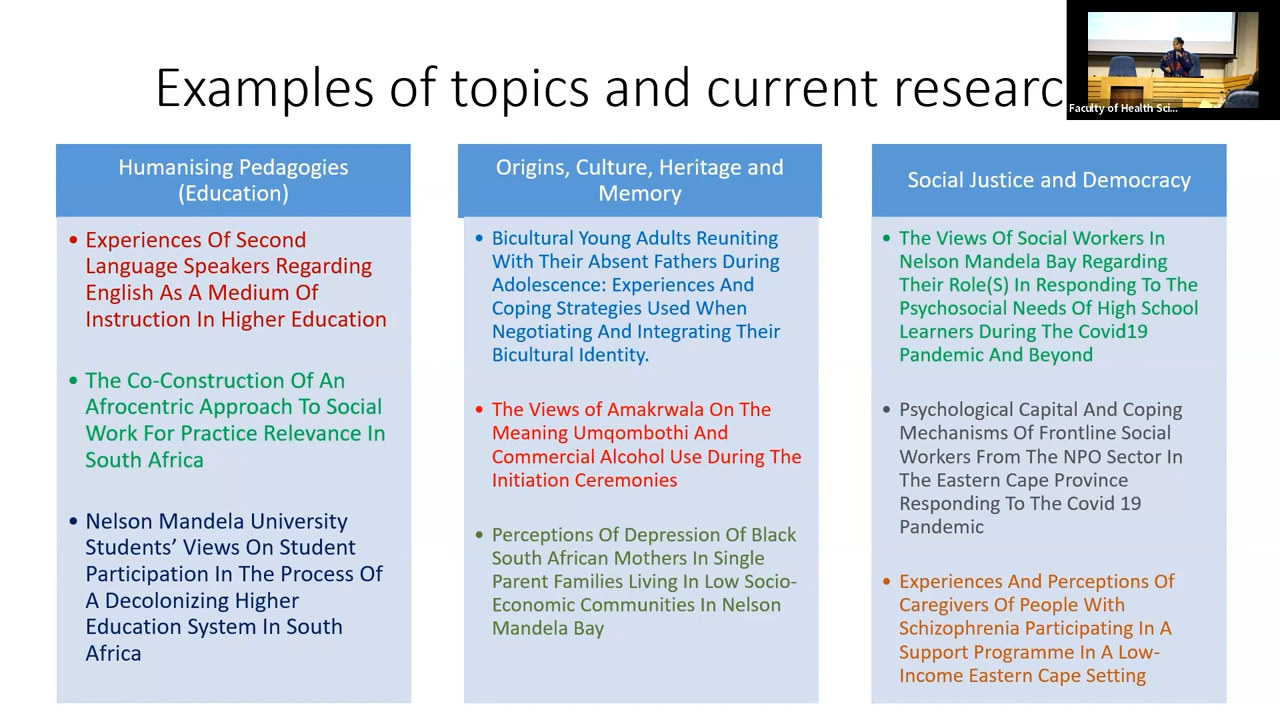 Examples of topics and current researc
Faculty of Health Sci...
Humanising Pedagogies
(Education)
• Experiences Of Second
Language Speakers Regarding
English As A Medium Of
Instruction In Higher Education
• The Co-Construction Of An
Afrocentric Approach To Social
Work For Practice Relevance In
South Africa
• Nelson Mandela University
Students’ Views On Student
Participation In The Process Of
A Decolonizing Higher
Education System In South
Africa
Origins, Culture, Heritage and
Memory
• Bicultural Young Adults Reuniting
With Their Absent Fathers During
Adolescence: Experiences And
Coping Strategies Used When
Negotiating And Integrating Their
Bicultural Identity.
• The Views of Amakrwala On The
Meaning Umqombothi And
Commercial Alcohol Use During The
Initiation Ceremonies
• Perceptions Of Depression Of Black
South African Mothers In Single
Parent Families Living In Low Socio-
Economic Communities In Nelson
Mandela Bay
Social Justice and Democracy
• The Views Of Social Workers In
Nelson Mandela Bay Regarding
Their Role(S) In Responding To The
Psychosocial Needs Of High School
Learners During The Covid19
Pandemic And Beyond
• Psychological Capital And Coping
Mechanisms Of Frontline Social
Workers From The NPO Sector In
The Eastern Cape Province
Responding To The Covid 19
Pandemic
• Experiences And Perceptions Of
Caregivers Of People With
Schizophrenia Participating In A
Support Programme In A Low-
Income Eastern Cape Setting